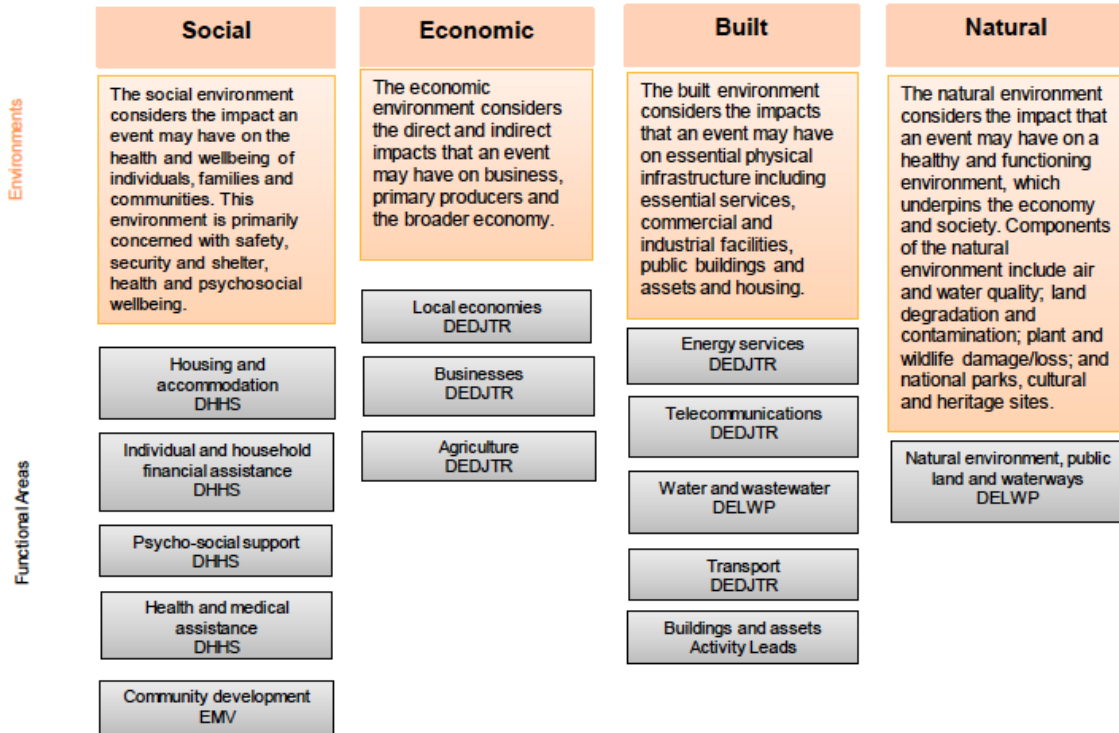 Environments
Functional Areas
Social
The social environment
considers the impact an
event may have on the
health and wellbeing of
individuals, families and
communities. This
environment is primarily
concerned with safety,
security and shelter,
health and psychosocial
wellbeing.
Housing and
accommodation
DHHS
Individual and household
financial assistance
DHHS
Psycho-social support
DHHS
Health and medical
assistance
DHHS
Community development
EMV
Economic
The economic
environment considers
the direct and indirect
impacts that an event
may have on business,
primary producers and
the broader economy.
Local economies
DEDJTR
Businesses
DEDJTR
Agriculture
DEDJTR
Built
The built environment
considers the impacts
that an event may have
on essential physical
infrastructure including
essential services,
commercial and
industrial facilities,
public buildings and
assets and housing.
Energy services
DEDJTR
Telecommunications
DEDJTR
Water and wastewater
DELWP
Transport
DEDJTR
Buildings and assets
Activity Leads
Natural
The natural environment
considers the impact that
an event may have on a
healthy and functioning
environment, which
underpins the economy
and society. Components
of the natural
environment include air
and water quality; land
degradation and
contamination; plant and
wildlife damage/loss; and
national parks, cultural
and heritage sites.
Natural environment, public
land and waterways
DELWP